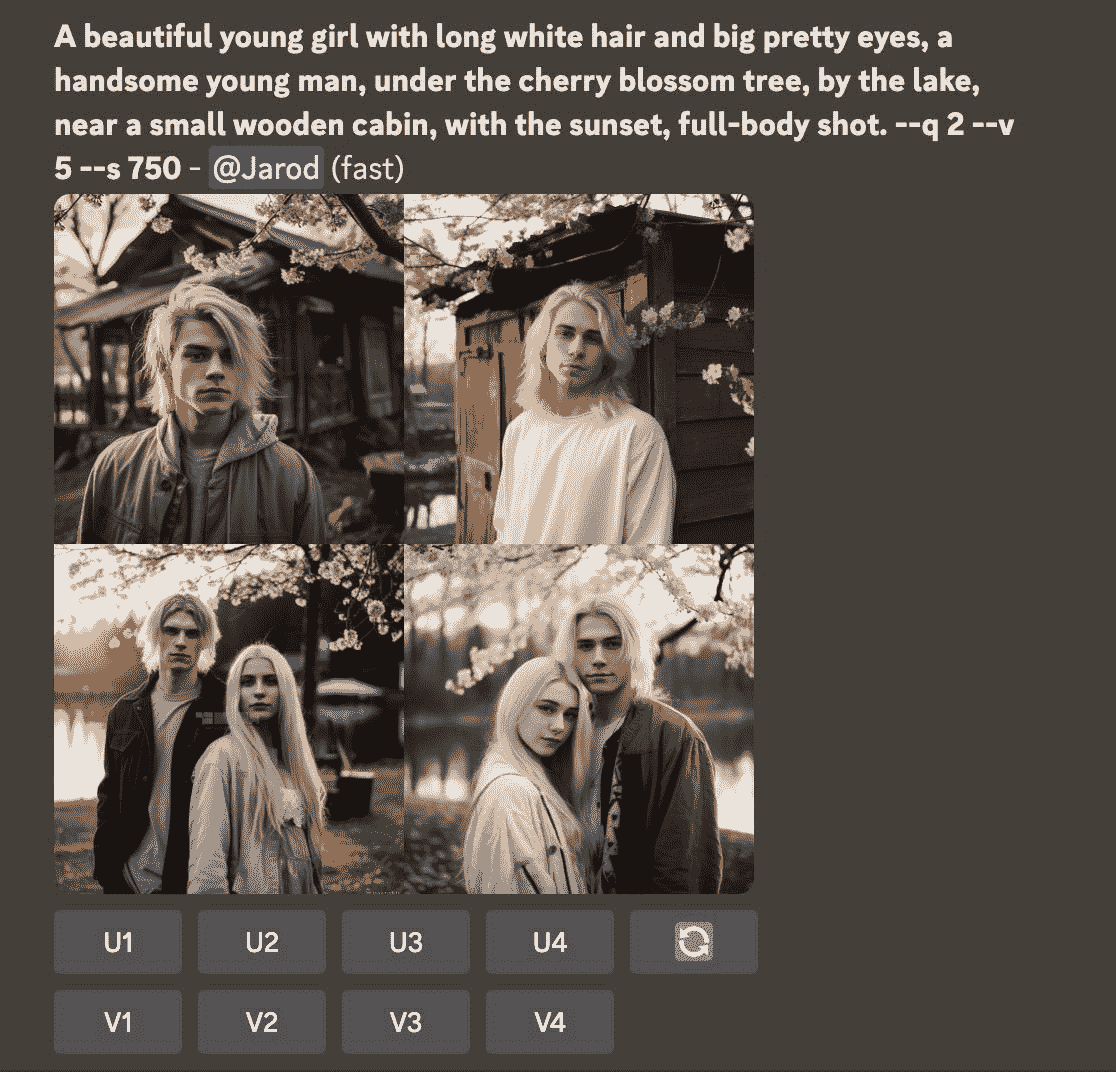 A beautiful young girl with long white hair and big pretty eyes, a
handsome young man, under the cherry blossom tree, by the lake,
near a small wooden cabin, with the sunset, full-body shot. --q 2 --v
5 --s 750 - @Jarod (fast)
U1 U2 U3 U4
V1 V2 V3 V4